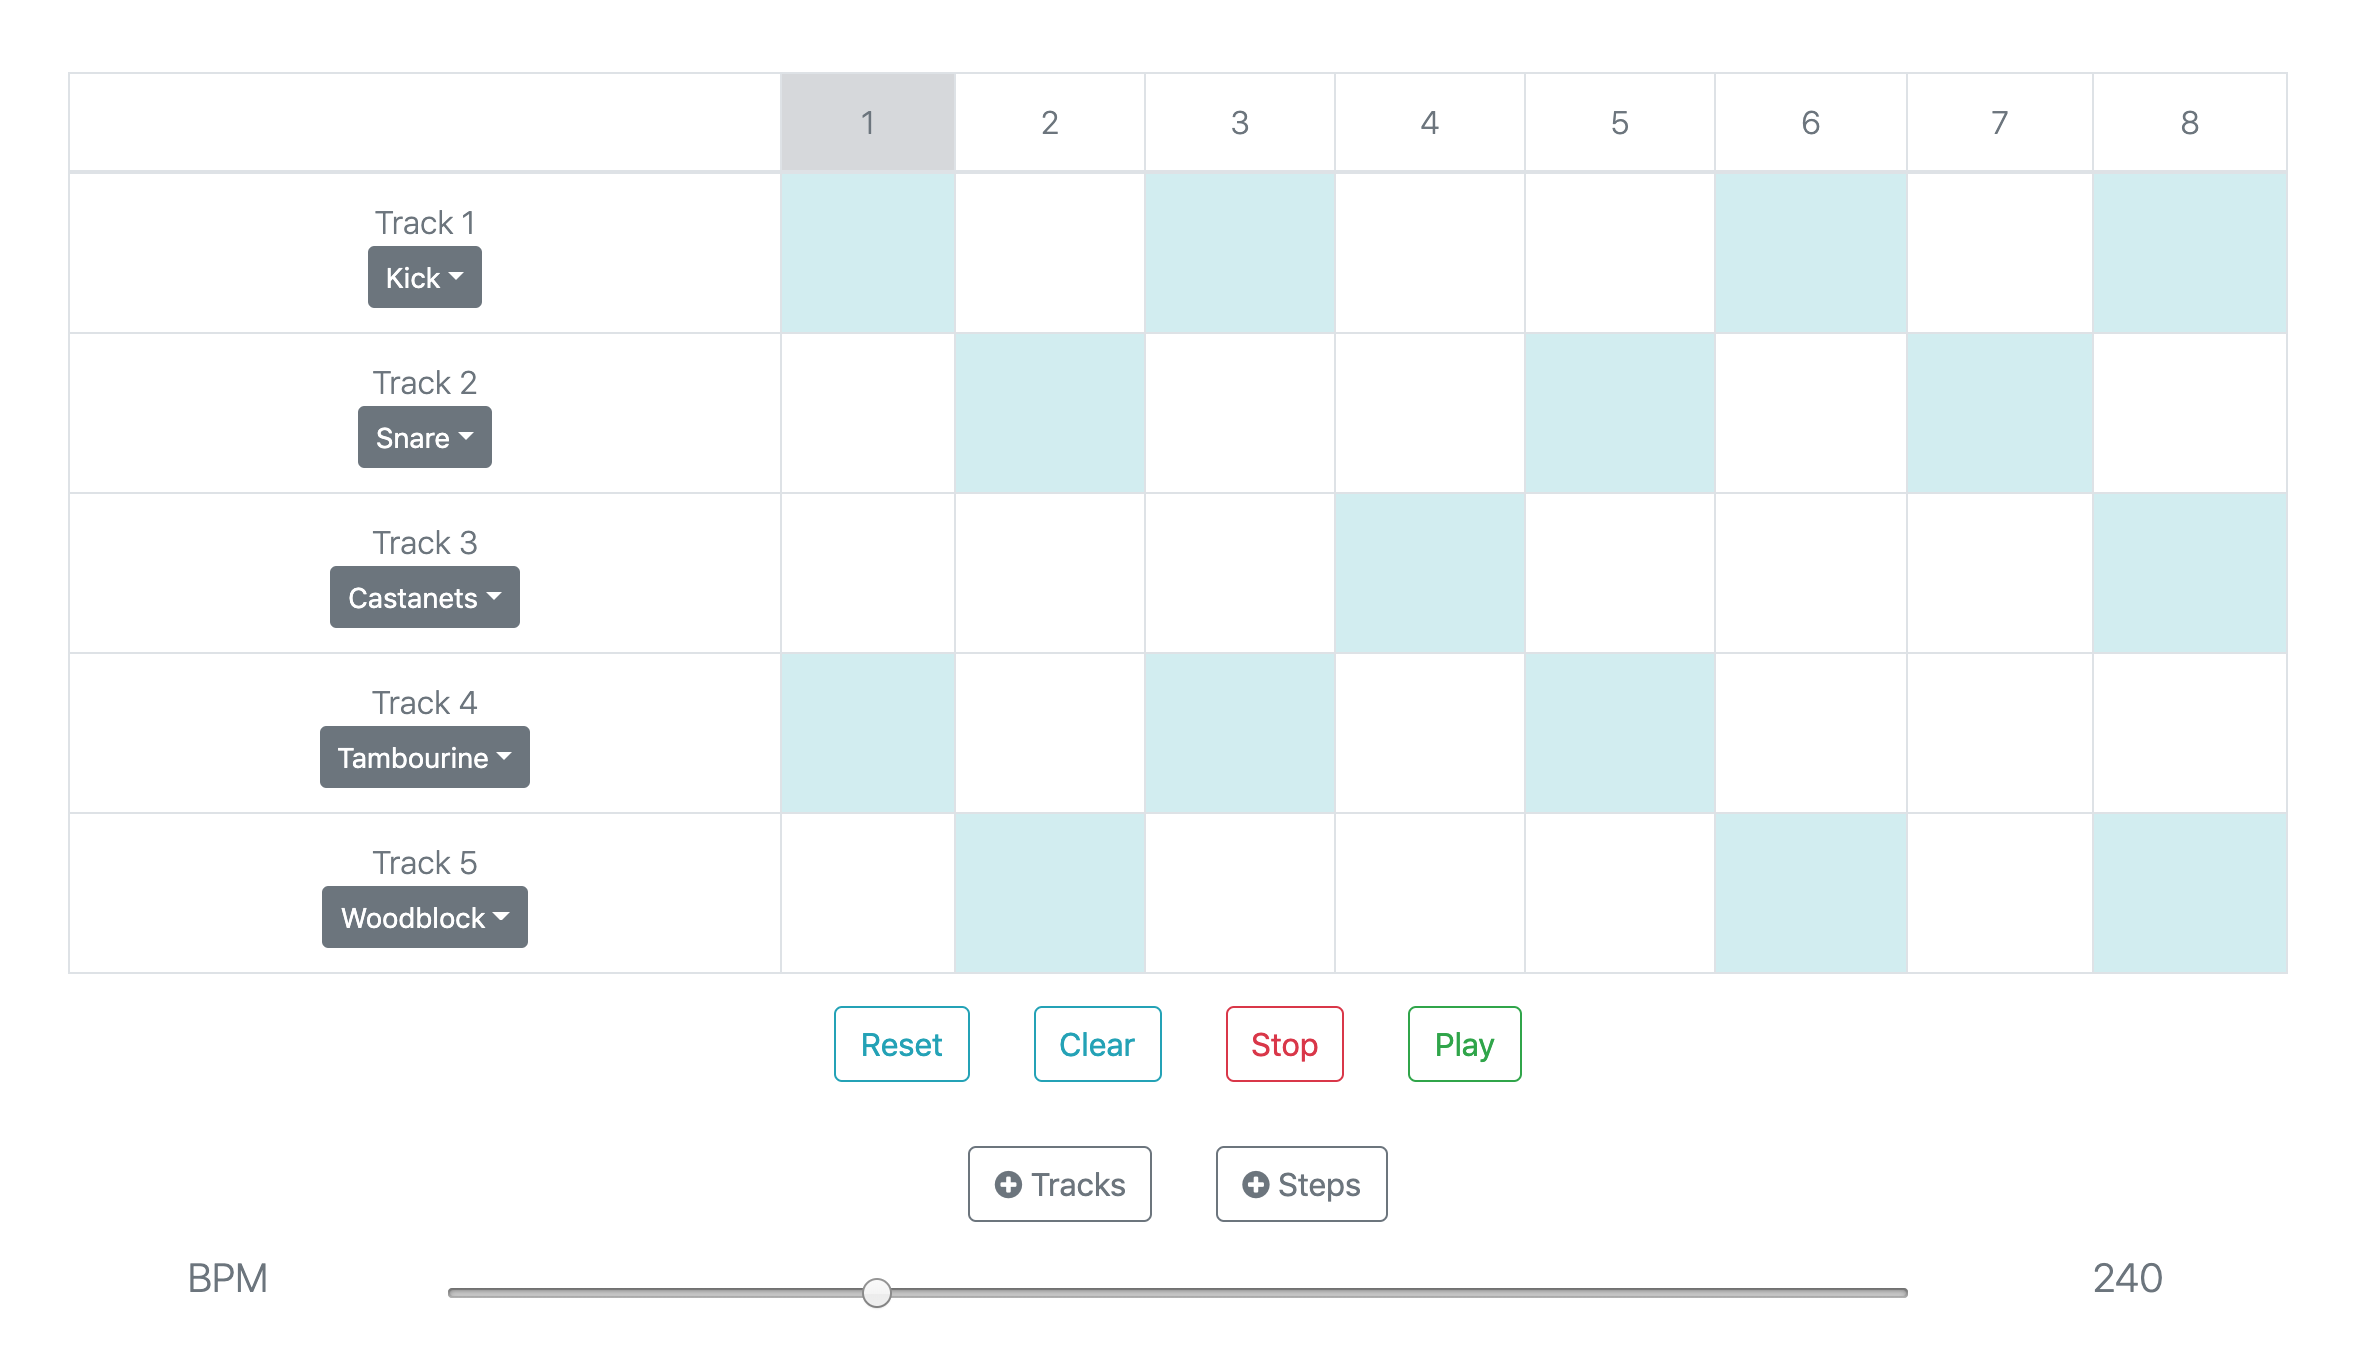 1 2 3 4 5 6 7 8
Track 1
Kick
Track 2
Snare
Track 3
Castanets
Track 4
Tambourine
Track 5
Woodblock
Reset Clear Stop Play
Tracks Steps
BPM 240